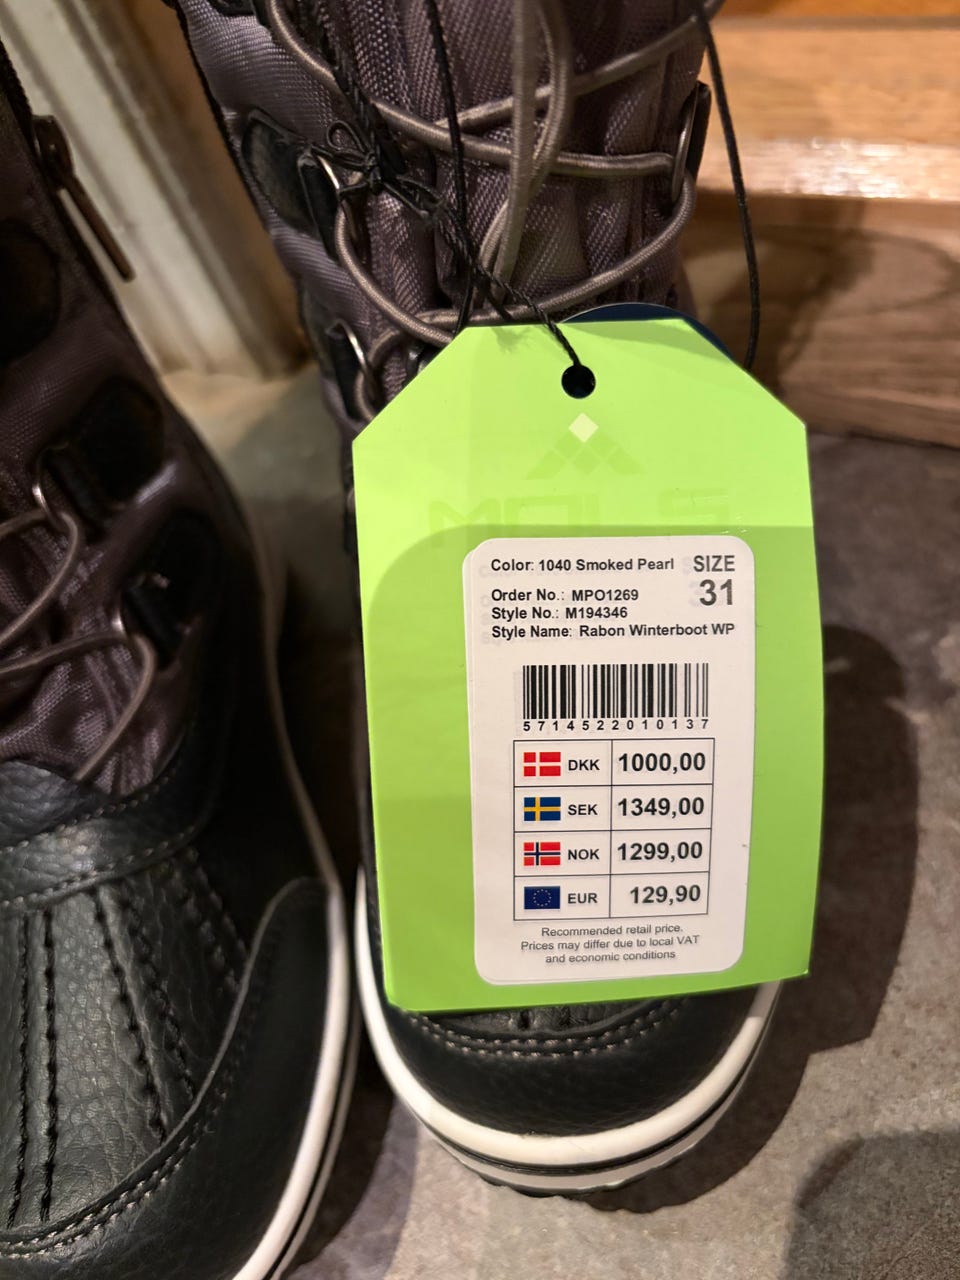 MOLS
Color: 1040 Smoked Pearl
SIZE
31
Order No.: MPO1269
Style No.: M194346
Style Name: Rabon Winterboot WP
5714522010137
DKK 1000,00
SEK 1349,00
NOK 1299,00
EUR 129,90
Recommended retail price.
Prices may differ due to local VAT
and economic conditions